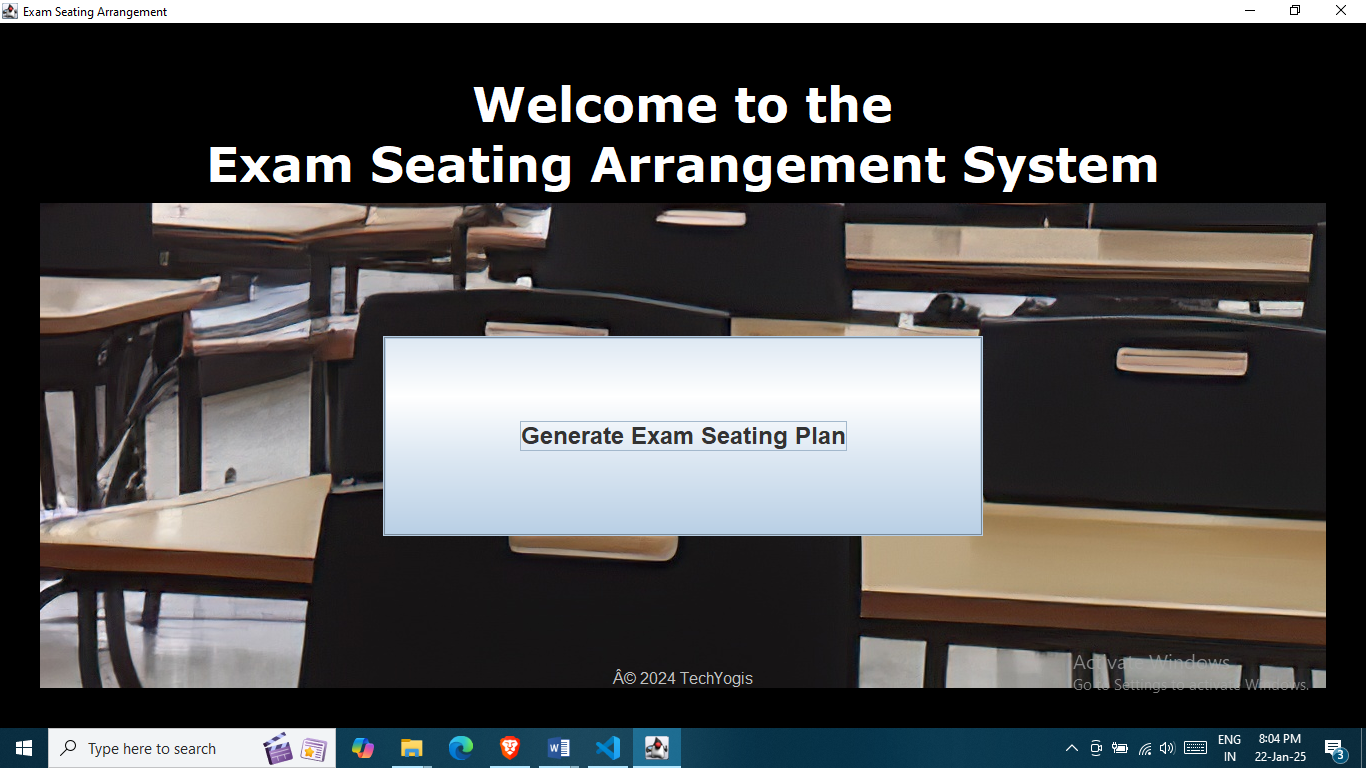 Exam Seating Arrangement
Welcome to the
Exam Seating Arrangement System
Generate Exam Seating Plan
Â© 2024 TechYogis
Activate Windows
Go to Settings to activate Windows.
Type here to search
ENG
IN
8:04 PM
22-Jan-25
3